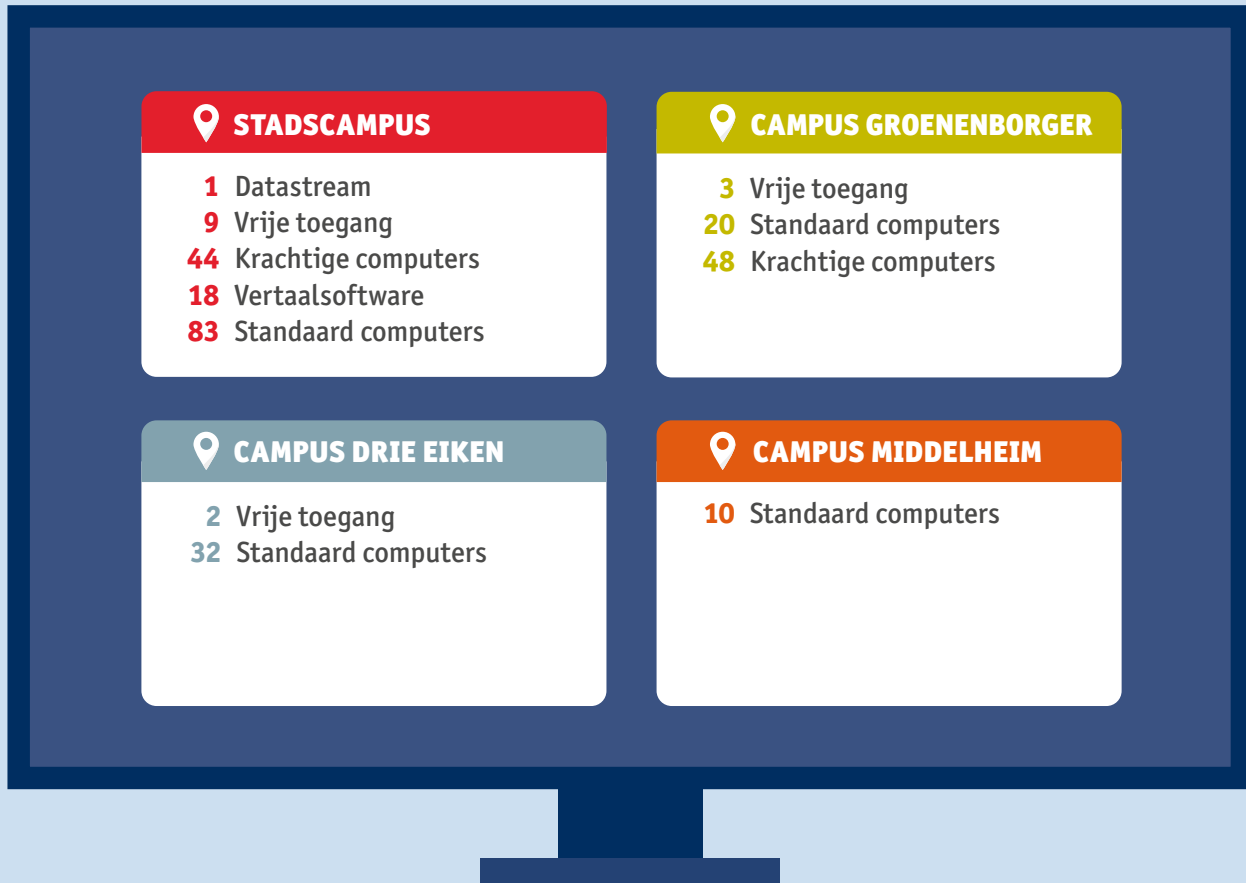 STADSCAMPUS
1 Datastream
9 Vrije toegang
44 Krachtige computers
18 Vertaalsoftware
83 Standaard computers
CAMPUS GROENENBORGER
3 Vrije toegang
20 Standaard computers
48 Krachtige computers
CAMPUS DRIE EIKEN
2 Vrije toegang
32 Standaard computers
CAMPUS MIDDELHEIM
10 Standaard computers